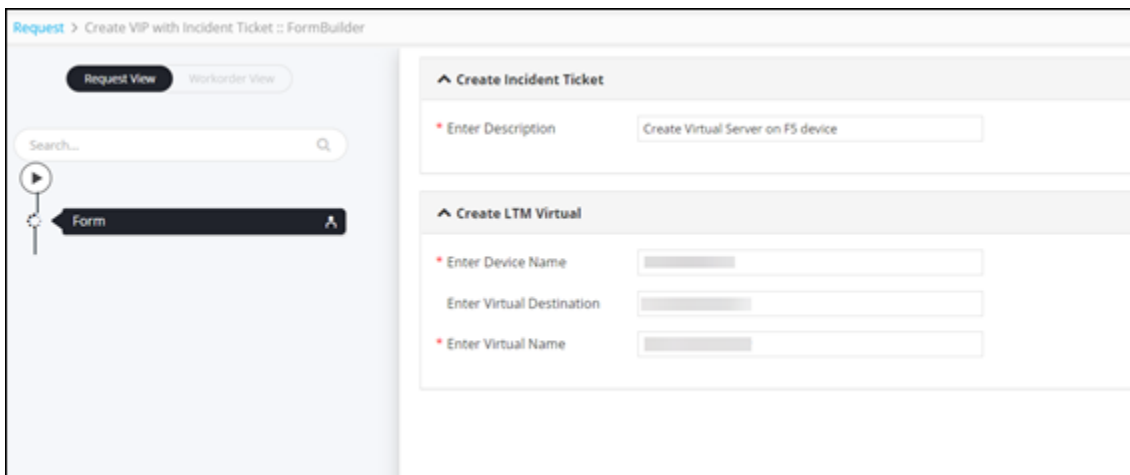 Request > Create VIP with Incident Ticket :: FormBuilder
Request View Workorder View
Search...
Form
Create Incident Ticket
* Enter Description Create Virtual Server on F5 device
Create LTM Virtual
* Enter Device Name
Enter Virtual Destination
* Enter Virtual Name